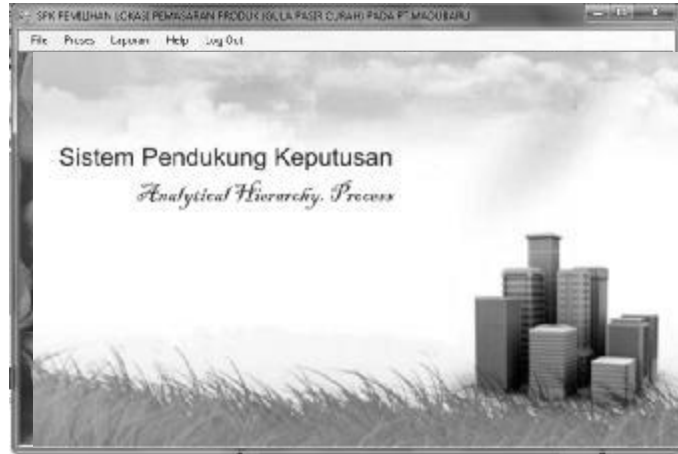 SPK PEMILIHAN LOKASI PEMASARAN PRODUK (GULA PASIR CURAH) PADA PT MADUBARU
File Proses Laporan Help Log Out
Sistem Pendukung Keputusan
Analytical Hierarchy. Process